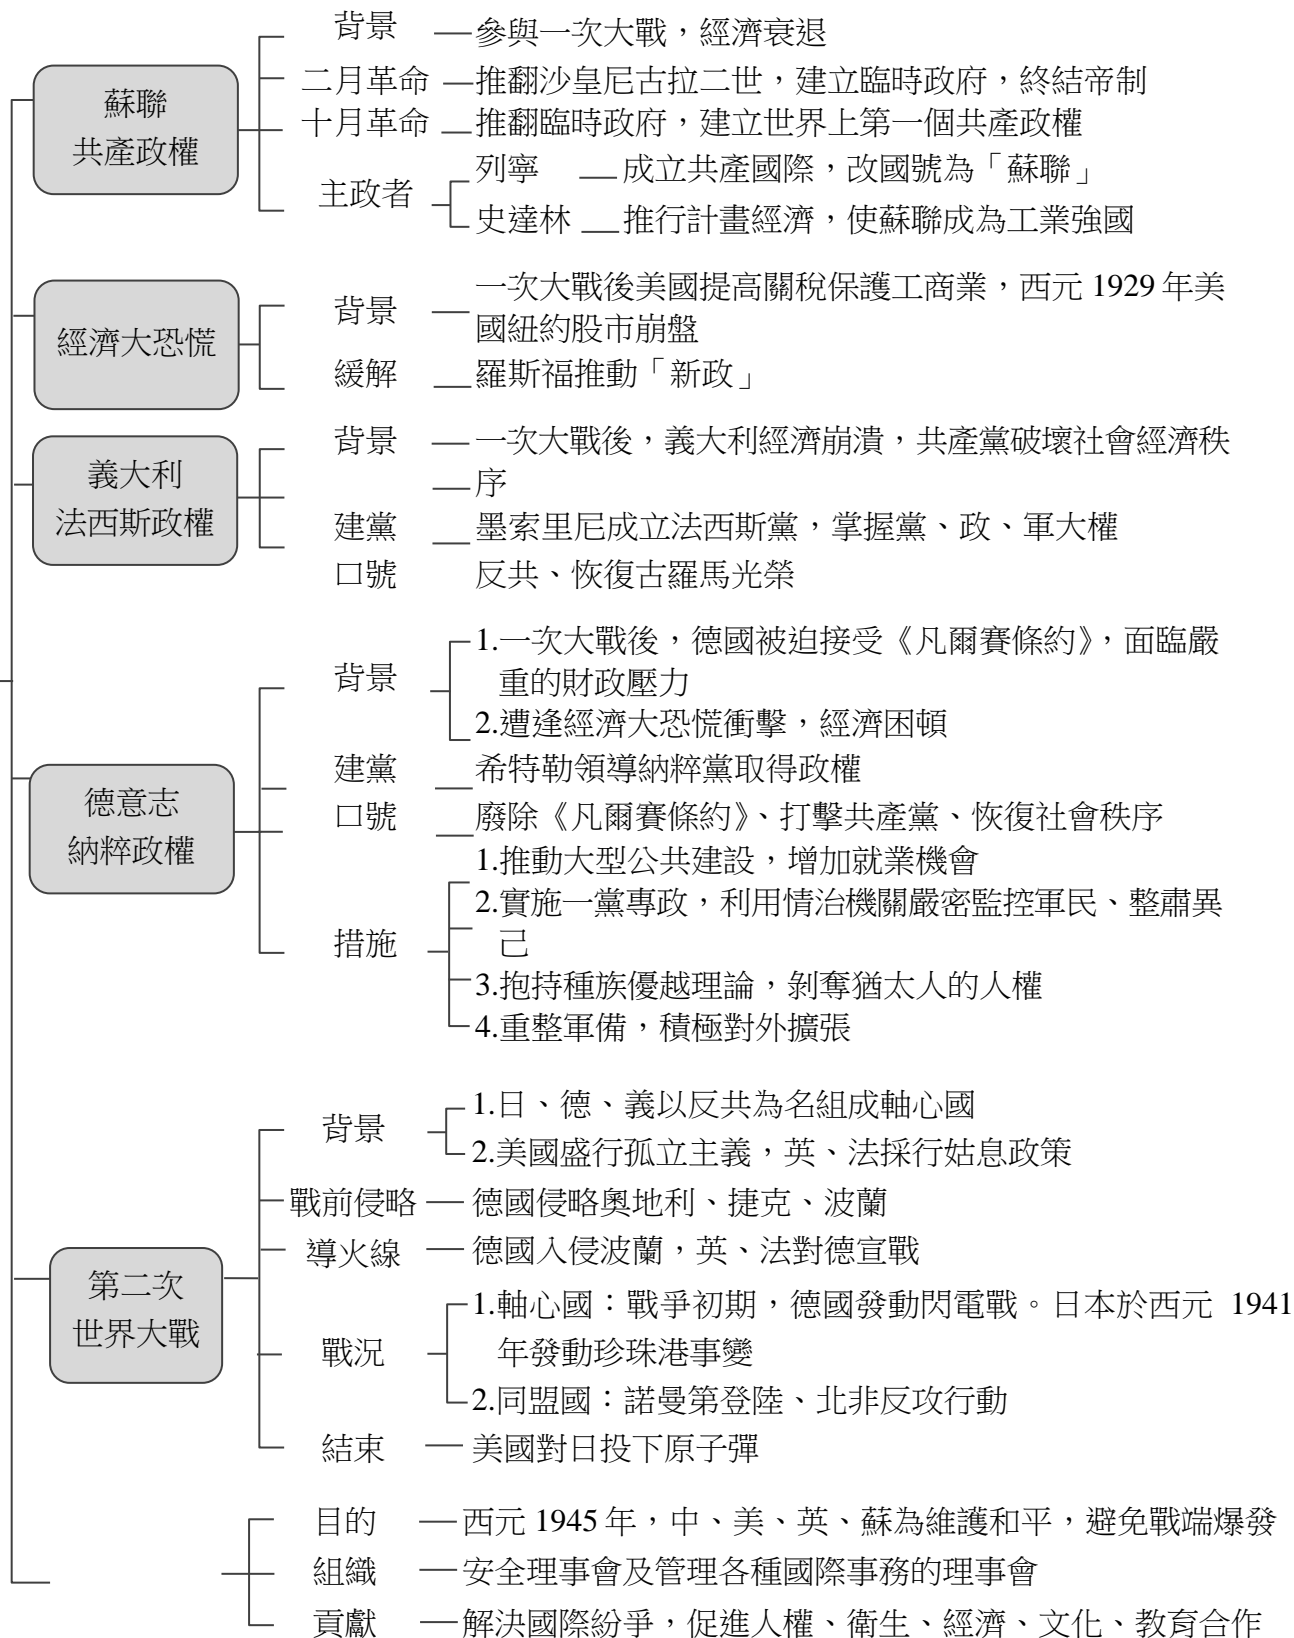 背景 參與一次大戰，經濟衰退
二月革命 推翻沙皇尼古拉二世，建立臨時政府，終結帝制
蘇聯
共產政權
十月革命 推翻臨時政府，建立世界上第一個共產政權
主政者
列寧 成立共產國際，改國號為「蘇聯」
史達林 推行計畫經濟，使蘇聯成為工業強國
經濟大恐慌
背景 一次大戰後美國提高關稅保護工商業，西元 1929 年美
國紐約股市崩盤
緩解 羅斯福推動「新政」
義大利
法西斯政權
背景 一次大戰後，義大利經濟崩潰，共產黨破壞社會經濟秩
序
建黨 墨索里尼成立法西斯黨，掌握黨、政、軍大權
口號 反共、恢復古羅馬光榮
德意志
納粹政權
背景
1.一次大戰後，德國被迫接受《凡爾賽條約》，面臨嚴
重的財政壓力
2.遭逢經濟大恐慌衝擊，經濟困頓
建黨 希特勒領導納粹黨取得政權
口號 廢除《凡爾賽條約》、打擊共產黨、恢復社會秩序
措施
1.推動大型公共建設，增加就業機會
2.實施一黨專政，利用情治機關嚴密監控軍民、整肅異
己
3.抱持種族優越理論，剝奪猶太人的人權
4.重整軍備，積極對外擴張
第二次
世界大戰
背景
1.日、德、義以反共為名組成軸心國
2.美國盛行孤立主義，英、法採行姑息政策
戰前侵略 德國侵略奧地利、捷克、波蘭
導火線 德國入侵波蘭，英、法對德宣戰
戰況
1.軸心國：戰爭初期，德國發動閃電戰。日本於西元 1941
年發動珍珠港事變
2.同盟國：諾曼第登陸、北非反攻行動
結束 美國對日投下原子彈
目的 西元 1945 年，中、美、英、蘇為維護和平，避免戰端爆發
組織 安全理事會及管理各種國際事務的理事會
貢獻 解決國際紛爭，促進人權、衛生、經濟、文化、教育合作